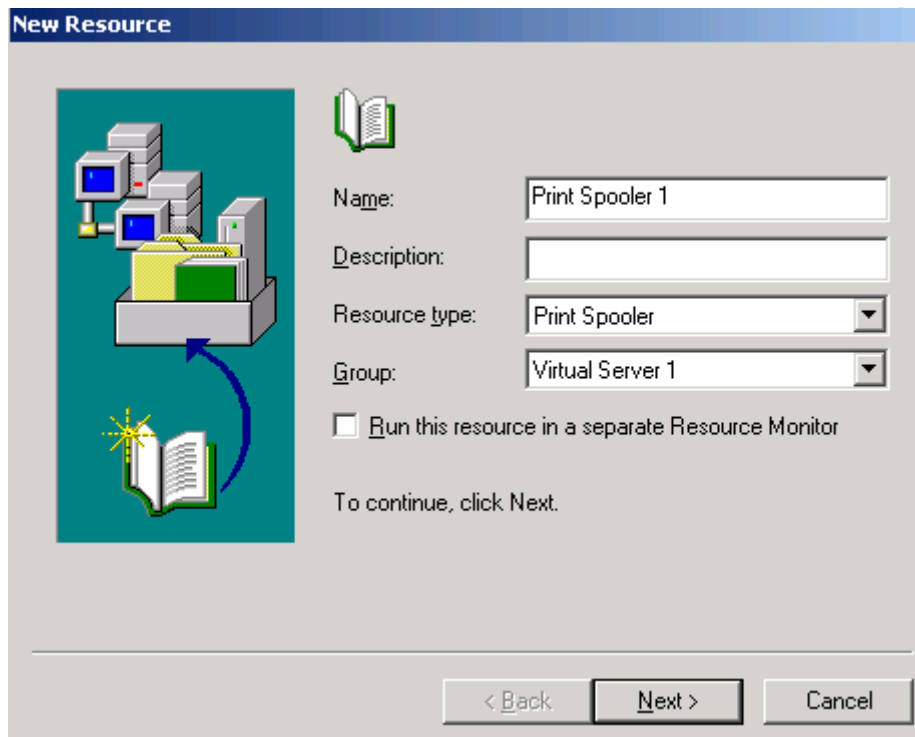 New Resource
Name: Print Spooler 1
Description:
Resource type: Print Spooler
Group: Virtual Server 1
Run this resource in a separate Resource Monitor
To continue, click Next.
< Back Next > Cancel